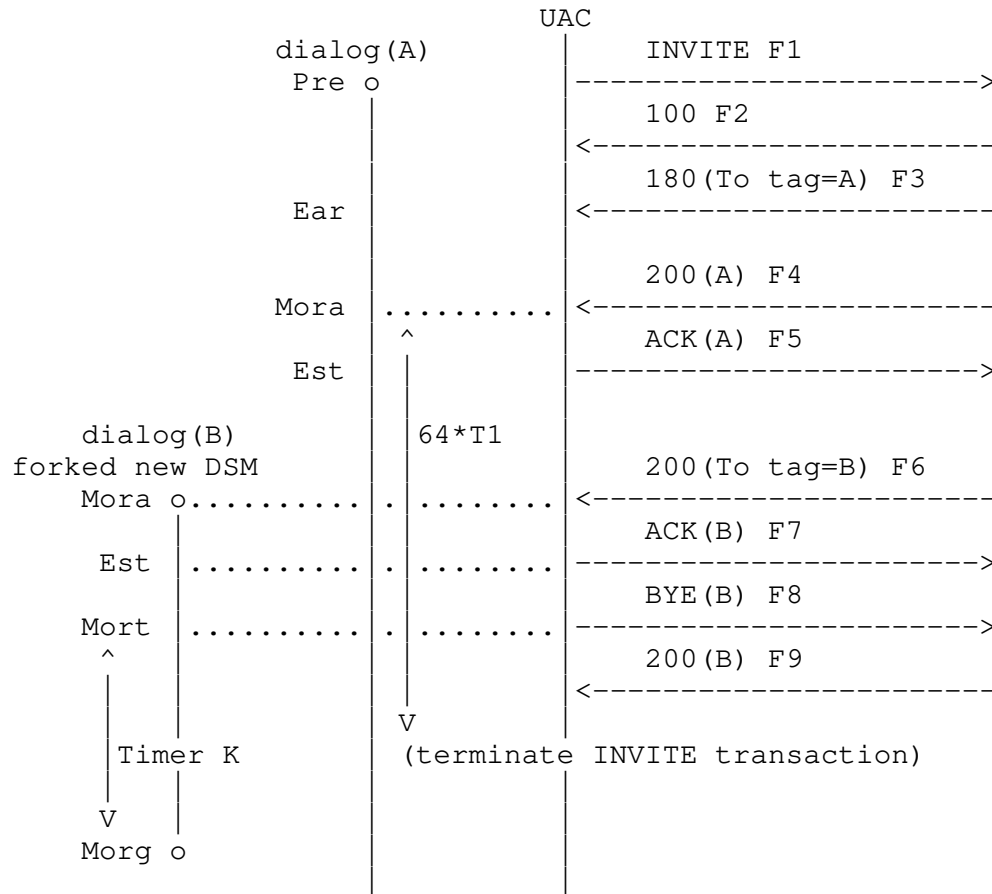 UAC
dialog(A) INVITE F1
Pre o
100 F2
180(To tag=A) F3
Ear
200(A) F4
Mora
^ ACK(A) F5
Est
dialog(B) 64*T1
forked new DSM 200(To tag=B) F6
Mora o
ACK(B) F7
Est
BYE(B) F8
Mort
^ 200(B) F9
V
Timer K (terminate INVITE transaction)
V
Morg o